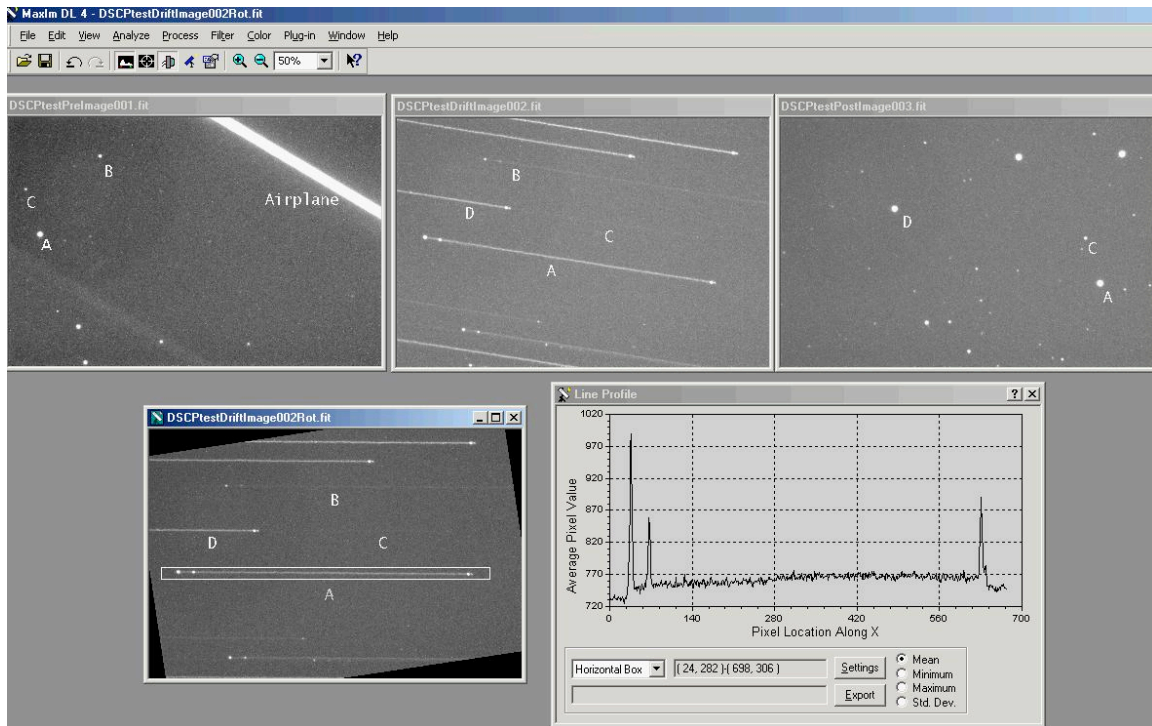 MaxIm DL 4 - DSCPtestDriftImage002Rot.fit
File Edit View Analyze Process Filter Color Plug-in Window Help
50%
DSCPtestPreImage001.fit
B
C
A
Airplane
DSCPtestDriftImage002.fit
B
D
C
A
DSCPtestPostImage003.fit
D
C
A
DSCPtestDriftImage002Rot.fit
B
D
C
A
Line Profile
1020
970
920
870
820
770
720
Average Pixel Value
0 140 280 420 560 700
Pixel Location Along X
Horizontal Box
( 24, 282 )-( 698, 306 )
Settings
Export
Mean
Minimum
Maximum
Std. Dev.